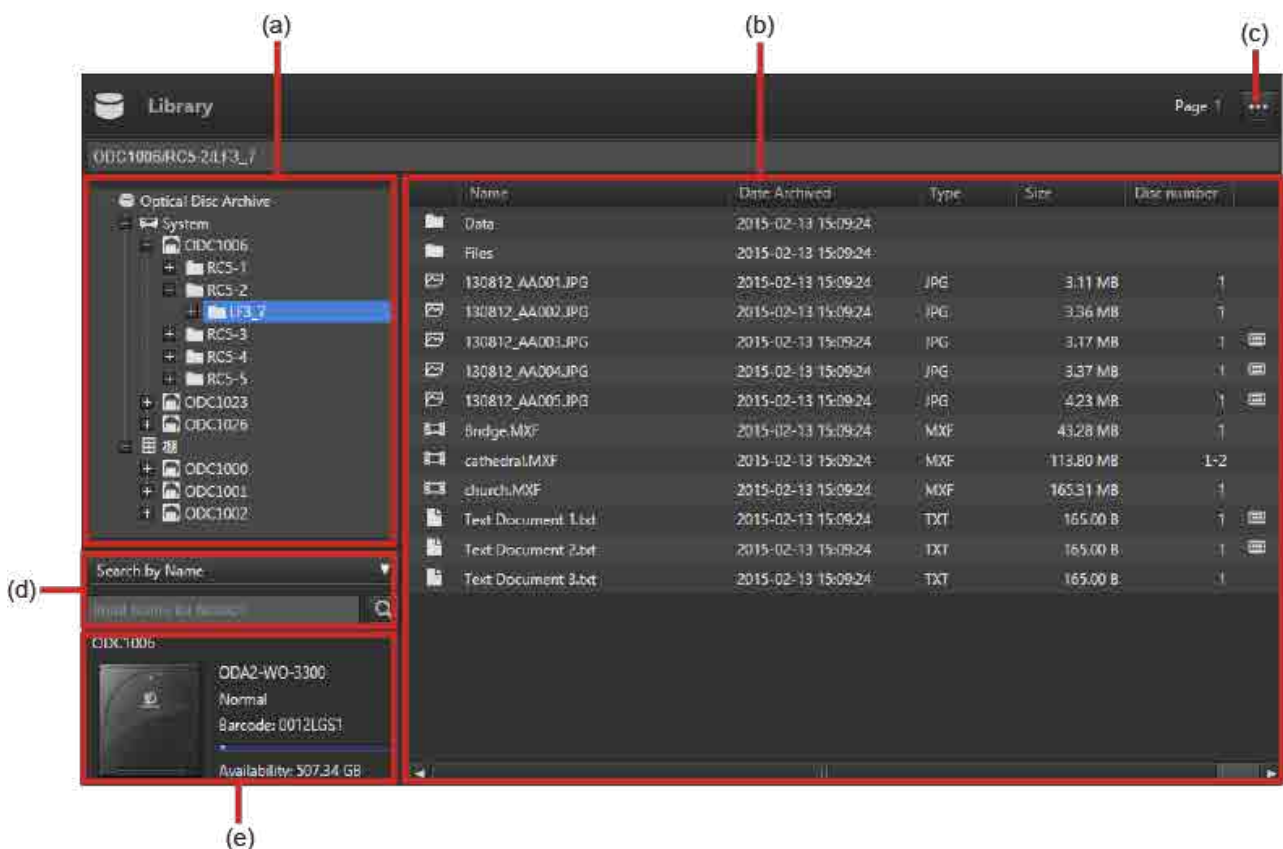 (a)
(b)
(c)
Library
Page 1
ODC1006/RC5-2/LF3_7
Optical Disc Archive
System
ODC1006
RC5-1
RC5-2
LF3_7
RC5-3
RC5-4
RC5-5
ODC1023
ODC1026
棚
ODC1000
ODC1001
ODC1002
Name Date Archived Type Size Disc number
Data 2015-02-13 15:09:24
Files 2015-02-13 15:09:24
130812_AA001.JPG 2015-02-13 15:09:24 JPG 3.11 MB 1
130812_AA002.JPG 2015-02-13 15:09:24 JPG 3.36 MB 1
130812_AA003.JPG 2015-02-13 15:09:24 JPG 3.17 MB 1
130812_AA004.JPG 2015-02-13 15:09:24 JPG 3.37 MB 1
130812_AA005.JPG 2015-02-13 15:09:24 JPG 4.23 MB 1
Bridge.MXF 2015-02-13 15:09:24 MXF 43.28 MB 1
cathedral.MXF 2015-02-13 15:09:24 MXF 113.80 MB 1-2
church.MXF 2015-02-13 15:09:24 MXF 165.31 MB 1
Text Document 1.txt 2015-02-13 15:09:24 TXT 165.00 B 1
Text Document 2.txt 2015-02-13 15:09:24 TXT 165.00 B 1
Text Document 3.txt 2015-02-13 15:09:24 TXT 165.00 B 1
(d)
Search by Name
Input Name for Search
ODC1006
ODA2-WO-3300
Normal
Barcode: 0012LGS1
Availability: 507.34 GB
(e)